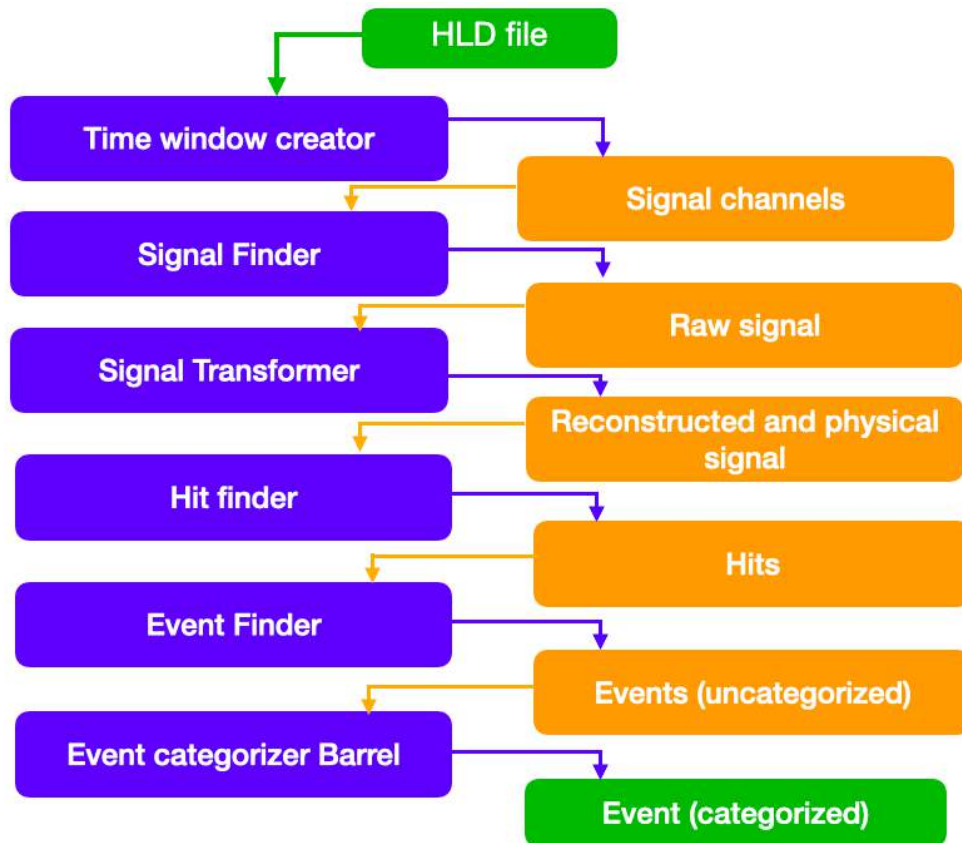 HLD file
Time window creator
Signal channels
Signal Finder
Raw signal
Signal Transformer
Reconstructed and physical
signal
Hit finder
Hits
Event Finder
Events (uncategorized)
Event categorizer Barrel
Event (categorized)